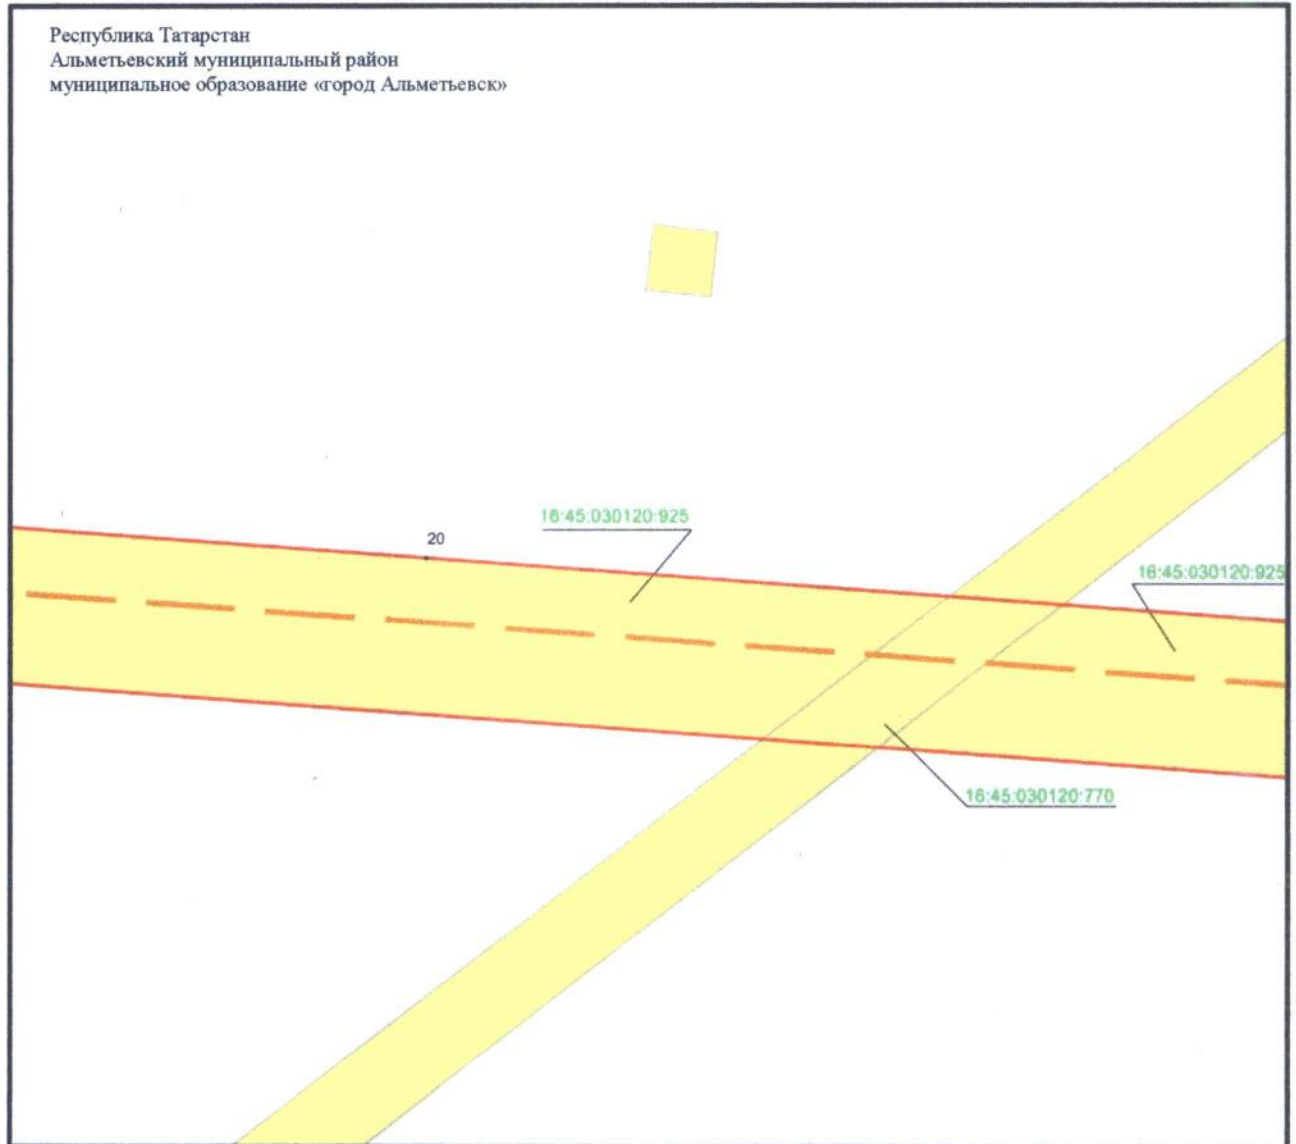 Республика Татарстан
Альметьевский муниципальный район
муниципальное образование «город Альметьевск»
16:45:030120:925
20
16:45:030120:925
16:45:030120:770